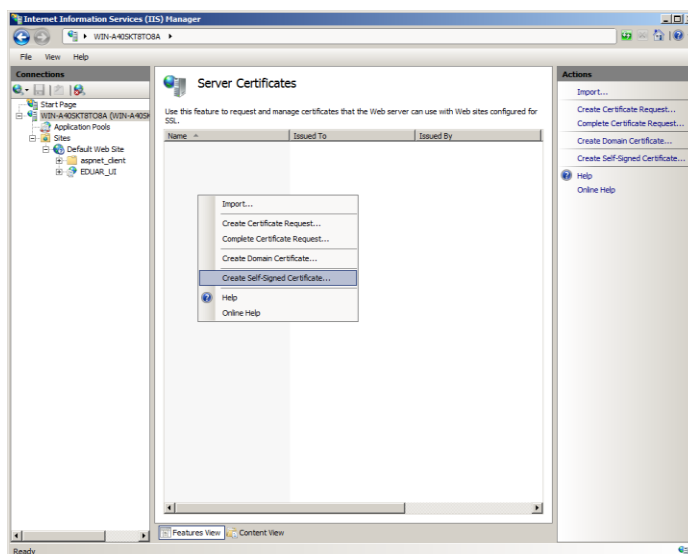 Internet Information Services (IIS) Manager
WIN-A40SKT8TO8A
File View Help
Connections
Start Page
WIN-A40SKT8TO8A (WIN-A40SK
Application Pools
Sites
Default Web Site
aspnet_client
EDUAR_UI
Server Certificates
Use this feature to request and manage certificates that the Web server can use with Web sites configured for
SSL.
Name Issued To Issued By
Import...
Create Certificate Request...
Complete Certificate Request...
Create Domain Certificate...
Create Self-Signed Certificate...
Help
Online Help
Features View Content View
Actions
Import...
Create Certificate Request...
Complete Certificate Request...
Create Domain Certificate...
Create Self-Signed Certificate...
Help
Online Help
Ready